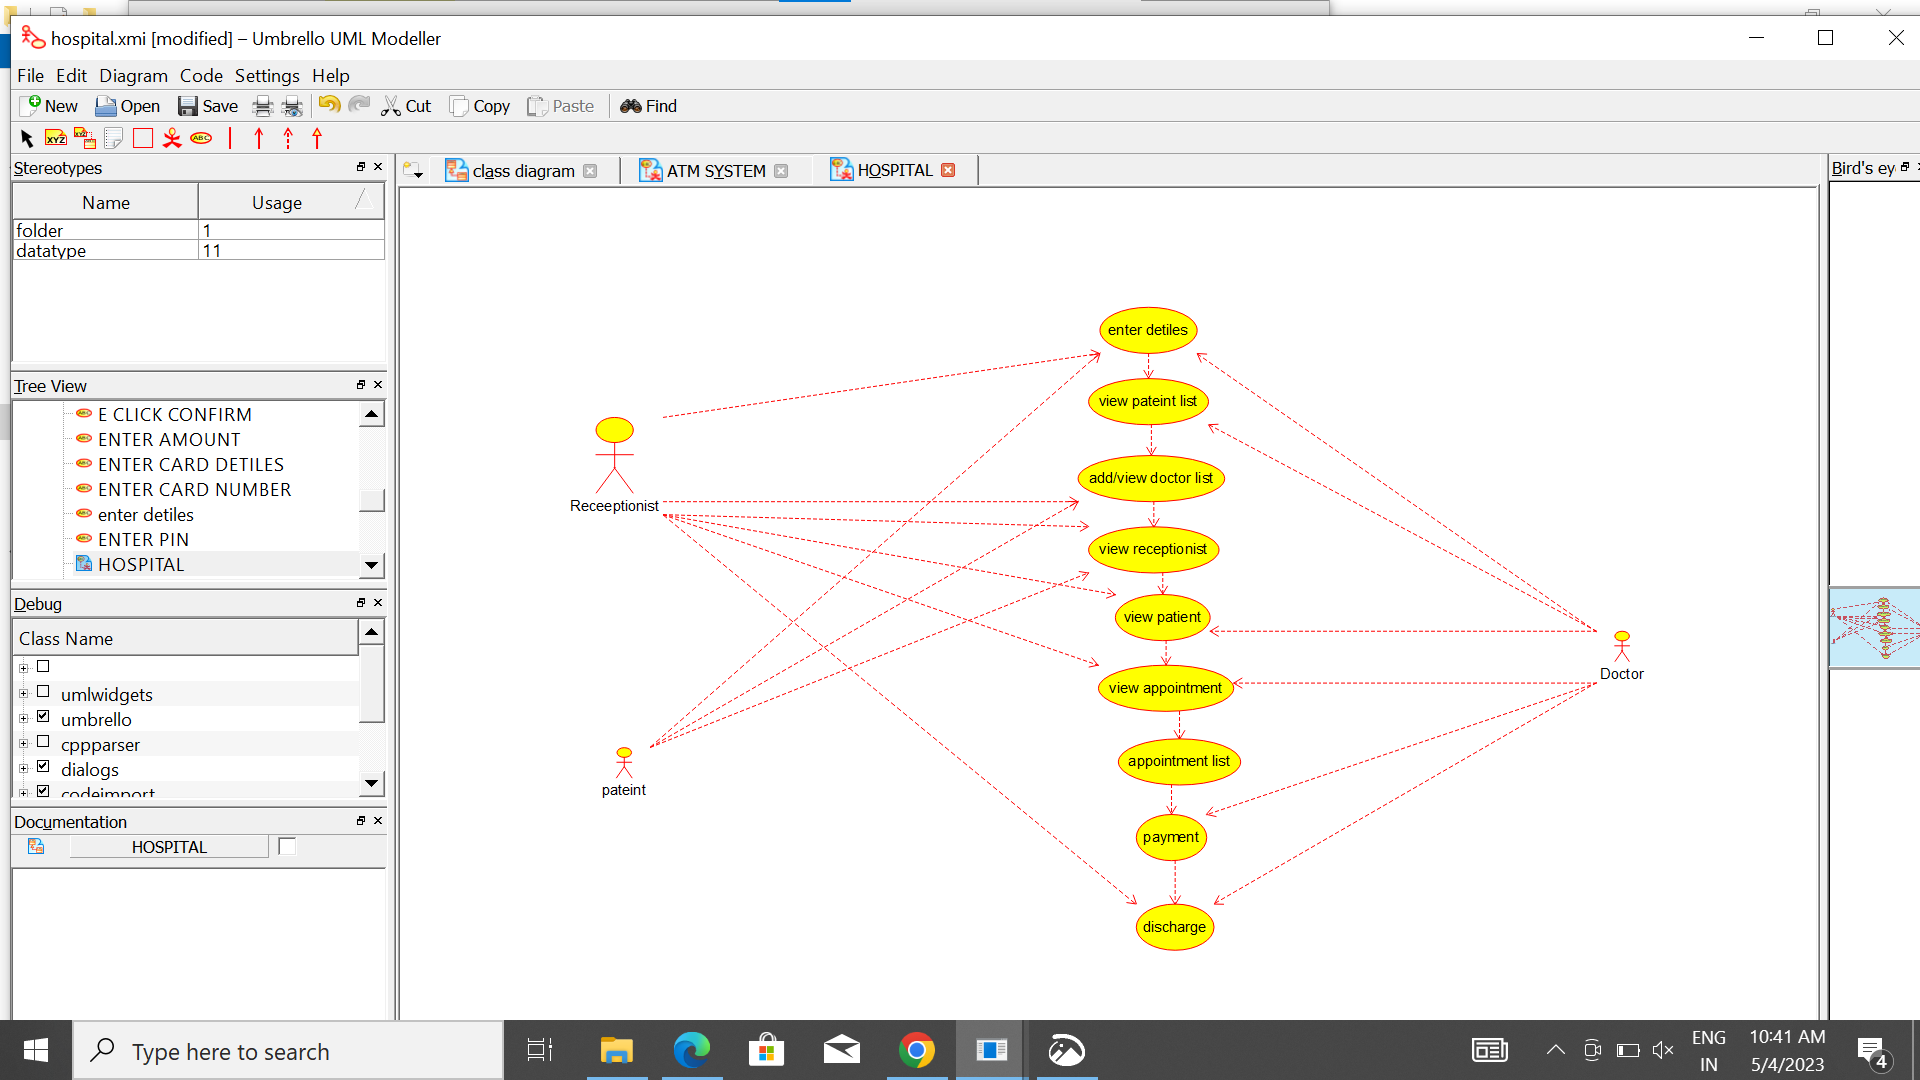 hospital.xmi [modified] – Umbrello UML Modeller
File Edit Diagram Code Settings Help
New Open Save Cut Copy Paste Find
XYZ XYZ ABC
Stereotypes
Name Usage
folder 1
datatype 11
Tree View
E CLICK CONFIRM
ENTER AMOUNT
ENTER CARD DETILES
ENTER CARD NUMBER
enter detiles
ENTER PIN
HOSPITAL
Debug
Class Name
umlwidgets
umbrello
cppparser
dialogs
codeimport
Documentation
HOSPITAL
class diagram
ATM SYSTEM
HOSPITAL
Bird's ey
enter detiles
view pateint list
add/view doctor list
view receptionist
view patient
view appointment
appointment list
payment
discharge
Receeptionist
pateint
Doctor
Type here to search
ENG
IN
10:41 AM
5/4/2023
4